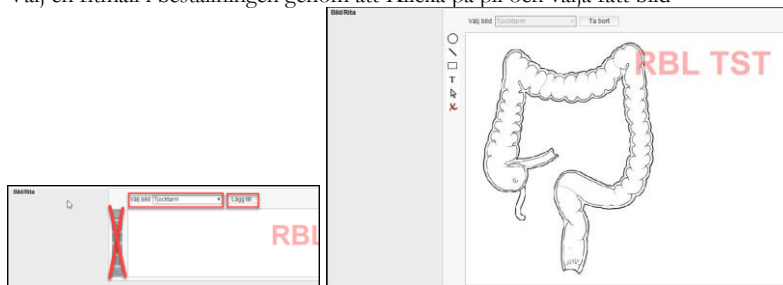 Välj en ritmall i beställningen genom att Klicka på pil och välja rätt bild
Bild/Rita
Välj bild Tjocktarm Ta bort
T
RBL TST
Bild/Rita
Välj bild Tjocktarm Lägg till
RBL